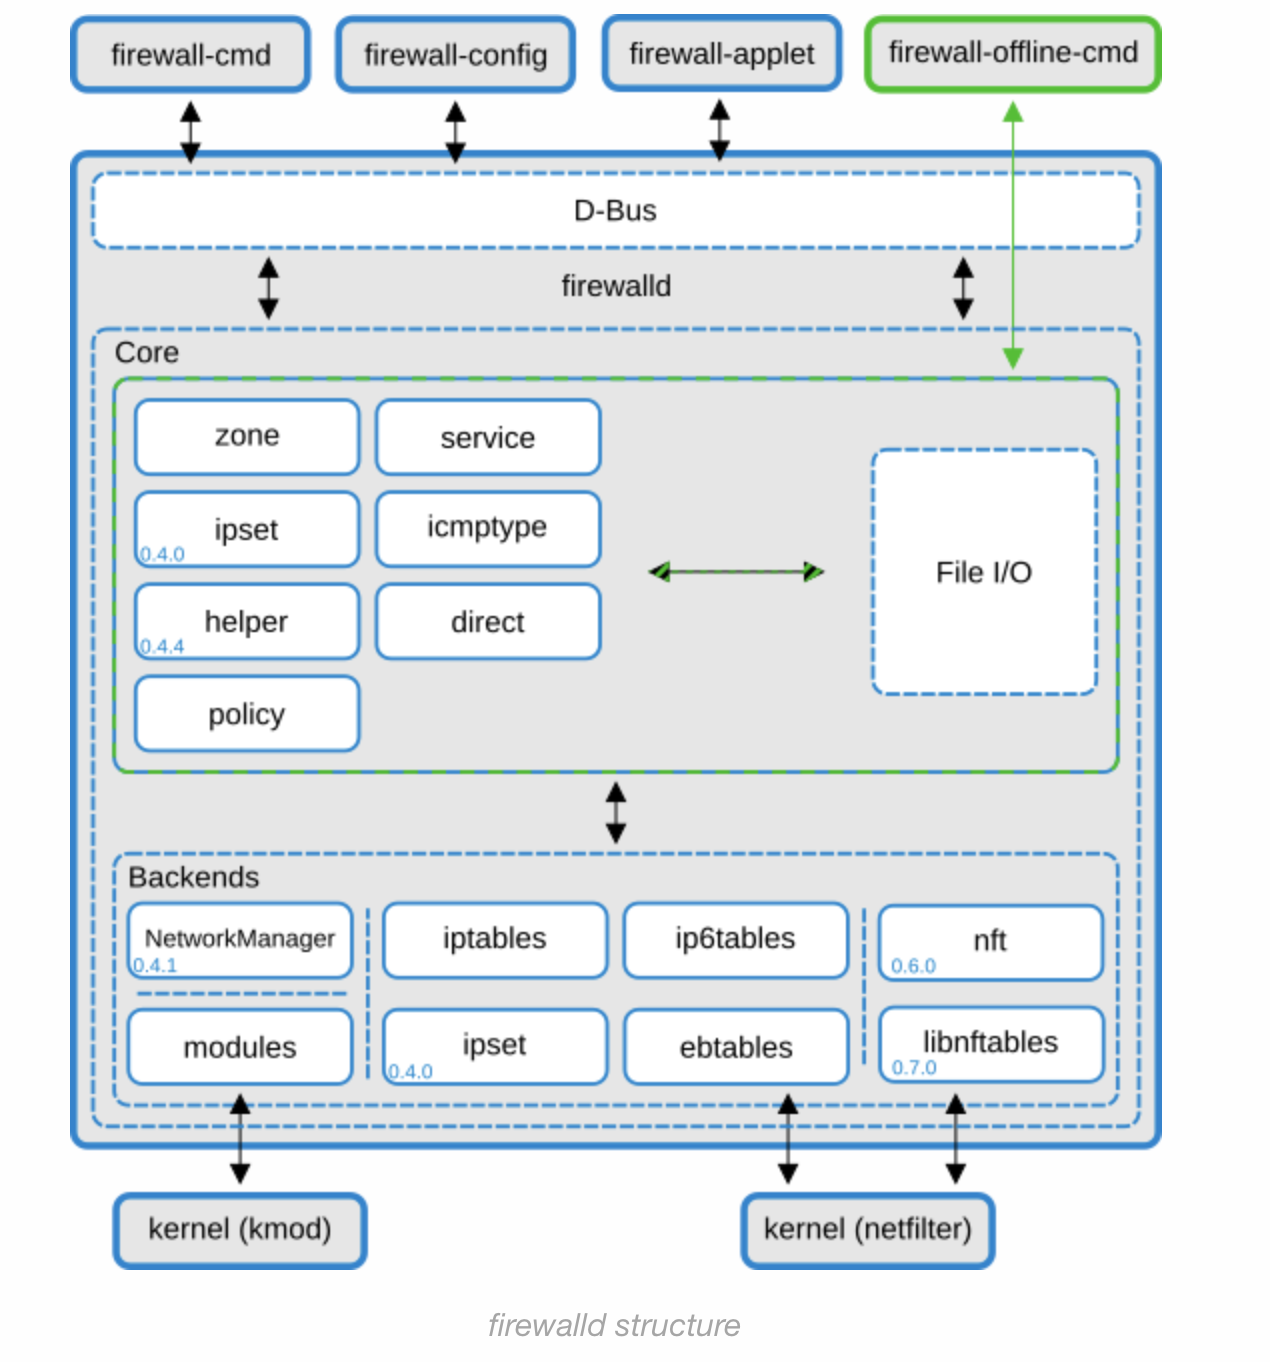 firewall-cmd
firewall-config
firewall-applet
firewall-offline-cmd
D-Bus
firewalld
Core
zone
service
ipset
0.4.0
icmptype
helper
0.4.4
direct
policy
File I/O
Backends
NetworkManager
0.4.1
iptables
ip6tables
nft
0.6.0
modules
ipset
0.4.0
ebtables
libnftables
0.7.0
kernel (kmod)
kernel (netfilter)
firewalld structure